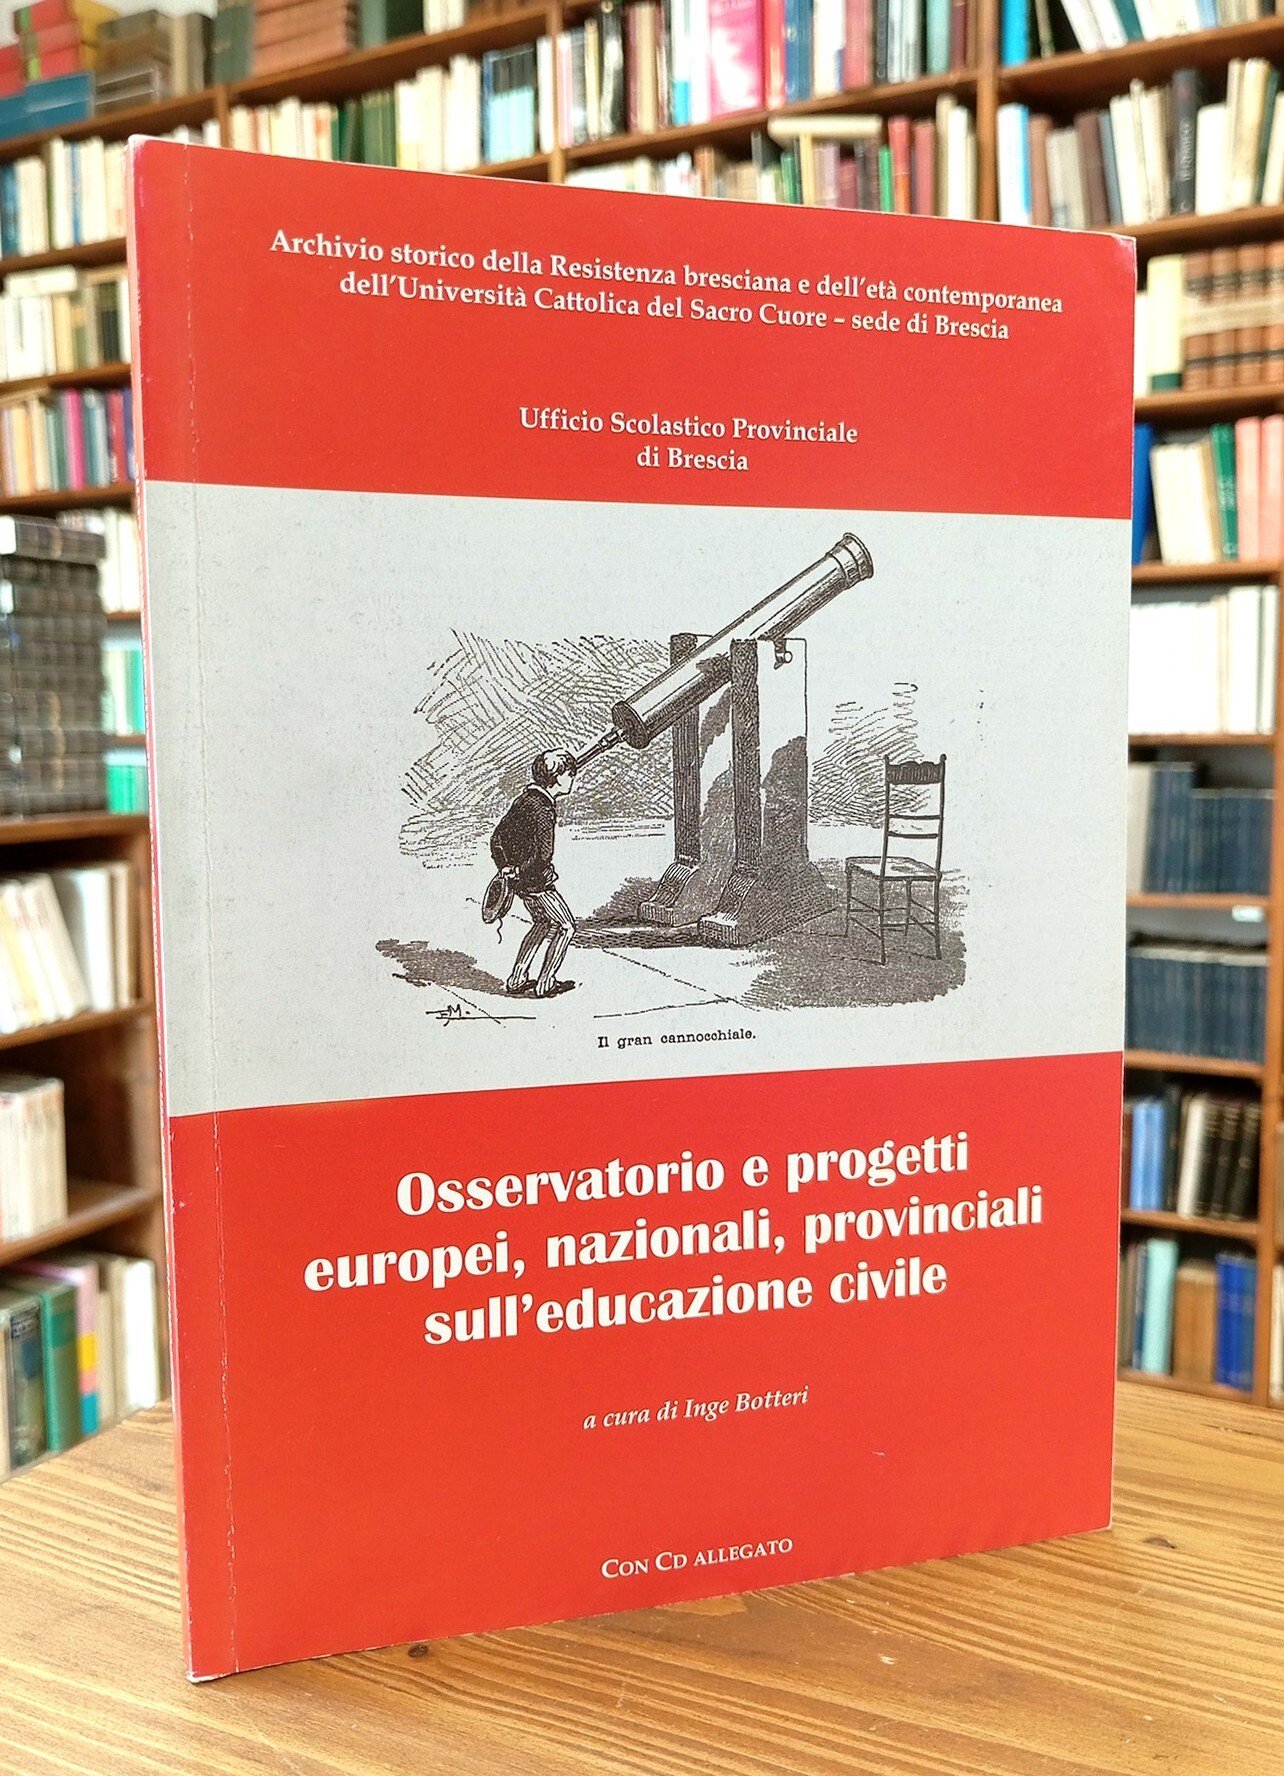 Archivio storico della Resistenza bresciana e dell'età contemporanea
dell'Università Cattolica del Sacro Cuore – sede di Brescia
Ufficio Scolastico Provinciale
di Brescia
EM.
Il gran cannocchiale.
Osservatorio e progetti
europei, nazionali, provinciali
sull'educazione civile
a cura di Inge Botteri
CON CD ALLEGATO